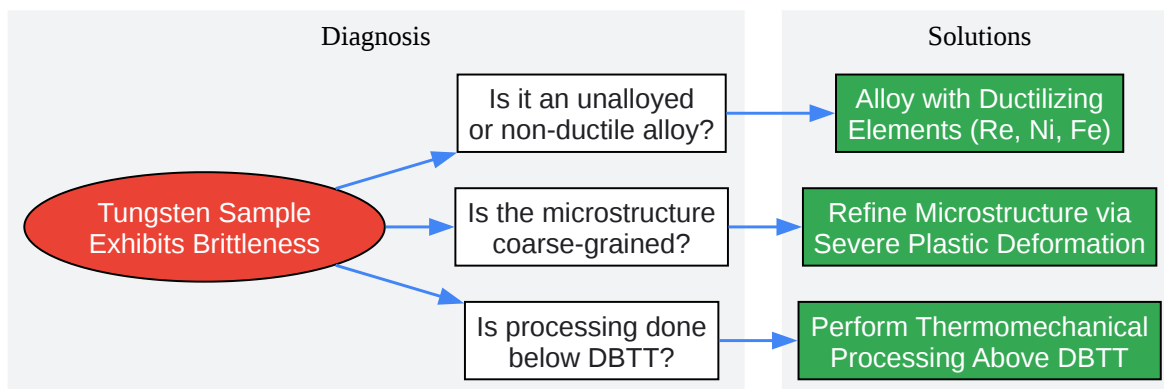 Diagnosis
Solutions
Is it an unalloyed
or non-ductile alloy?
Alloy with Ductilizing
Elements (Re, Ni, Fe)
Tungsten Sample
Exhibits Brittleness
Is the microstructure
coarse-grained?
Refine Microstructure via
Severe Plastic Deformation
Is processing done
below DBTT?
Perform Thermomechanical
Processing Above DBTT